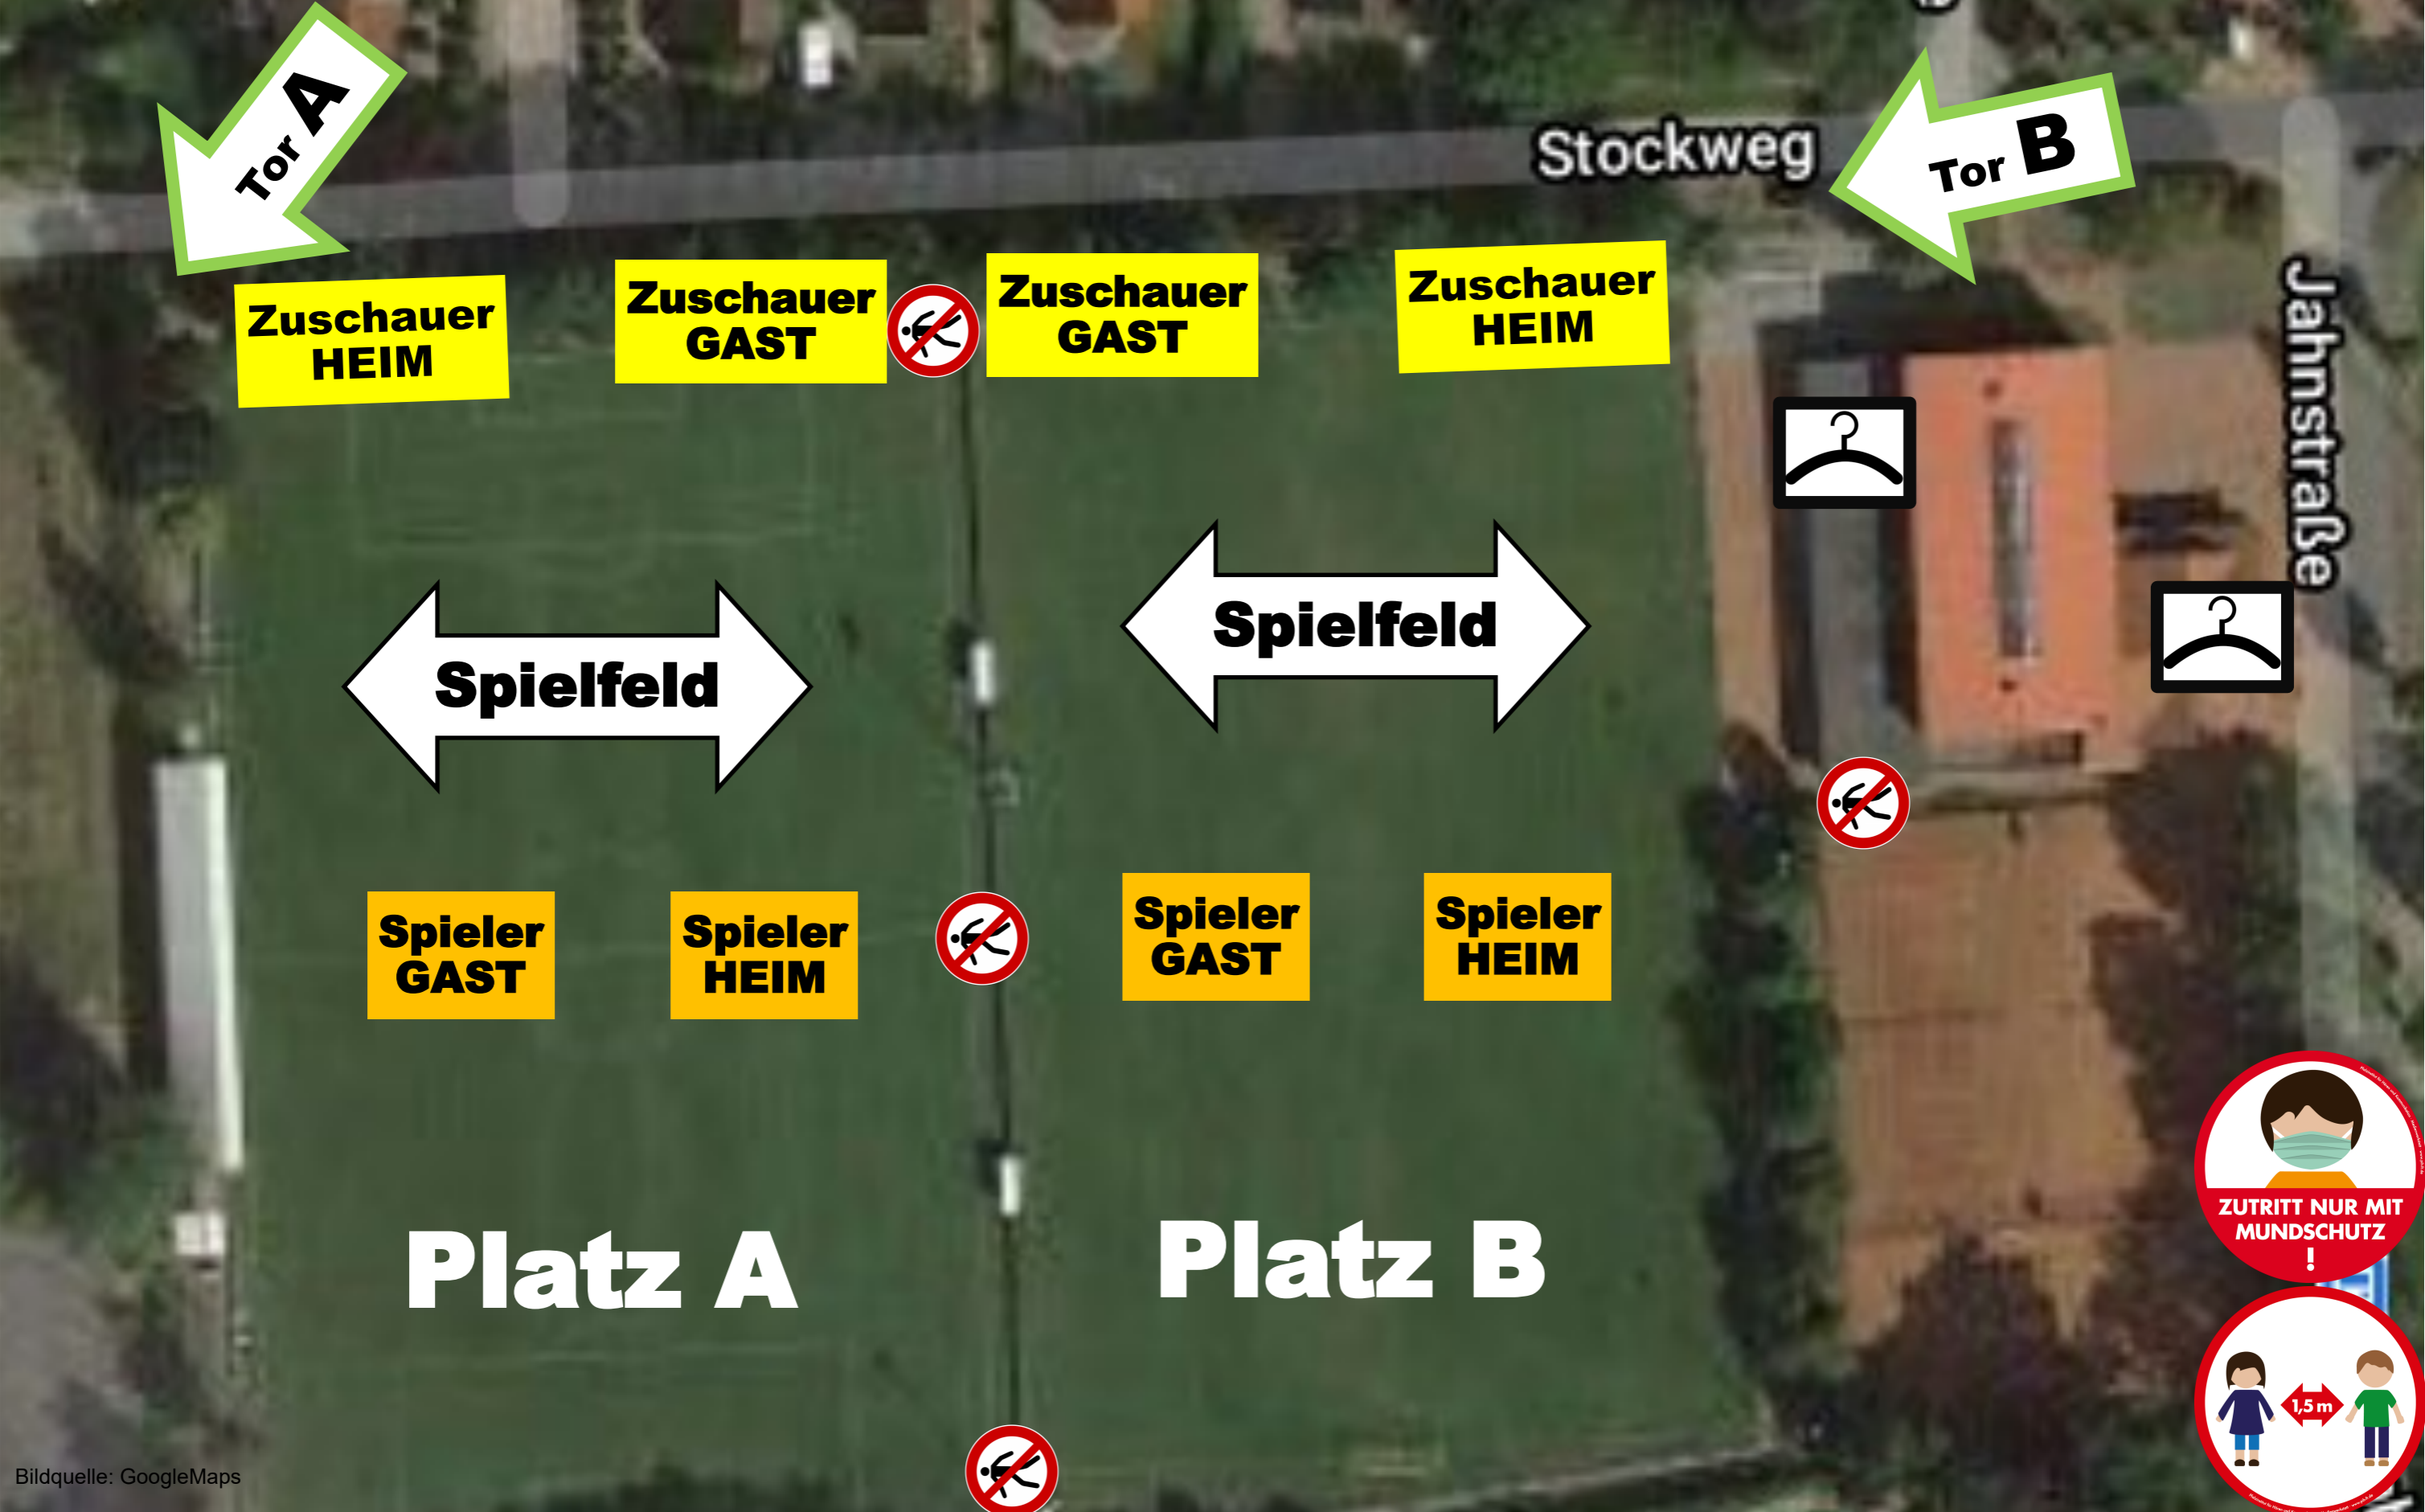 Tor A
Stockweg
Tor B
Zuschauer
HEIM
Zuschauer
GAST
Zuschauer
GAST
Zuschauer
HEIM
Jahnstraße
Spielfeld
Spielfeld
Spieler
GAST
Spieler
HEIM
Spieler
GAST
Spieler
HEIM
Platz A
Platz B
ZUTRITT NUR MIT
MUNDSCHUTZ
!
1,5 m
Bildquelle: GoogleMaps